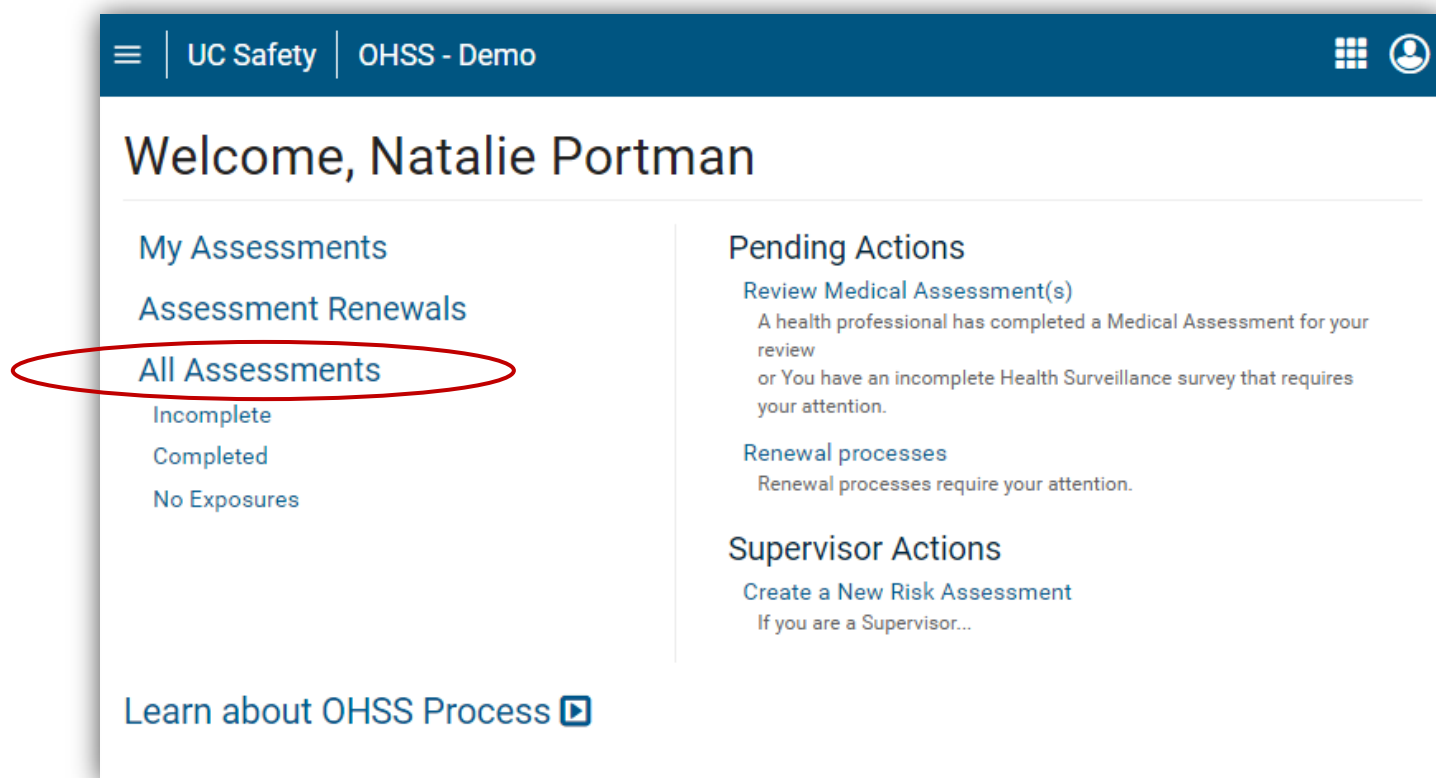 UC Safety OHSS - Demo
Welcome, Natalie Portman
My Assessments
Assessment Renewals
All Assessments
Incomplete
Completed
No Exposures
Pending Actions
Review Medical Assessment(s)
A health professional has completed a Medical Assessment for your
review
or You have an incomplete Health Surveillance survey that requires
your attention.
Renewal processes
Renewal processes require your attention.
Supervisor Actions
Create a New Risk Assessment
If you are a Supervisor...
Learn about OHSS Process